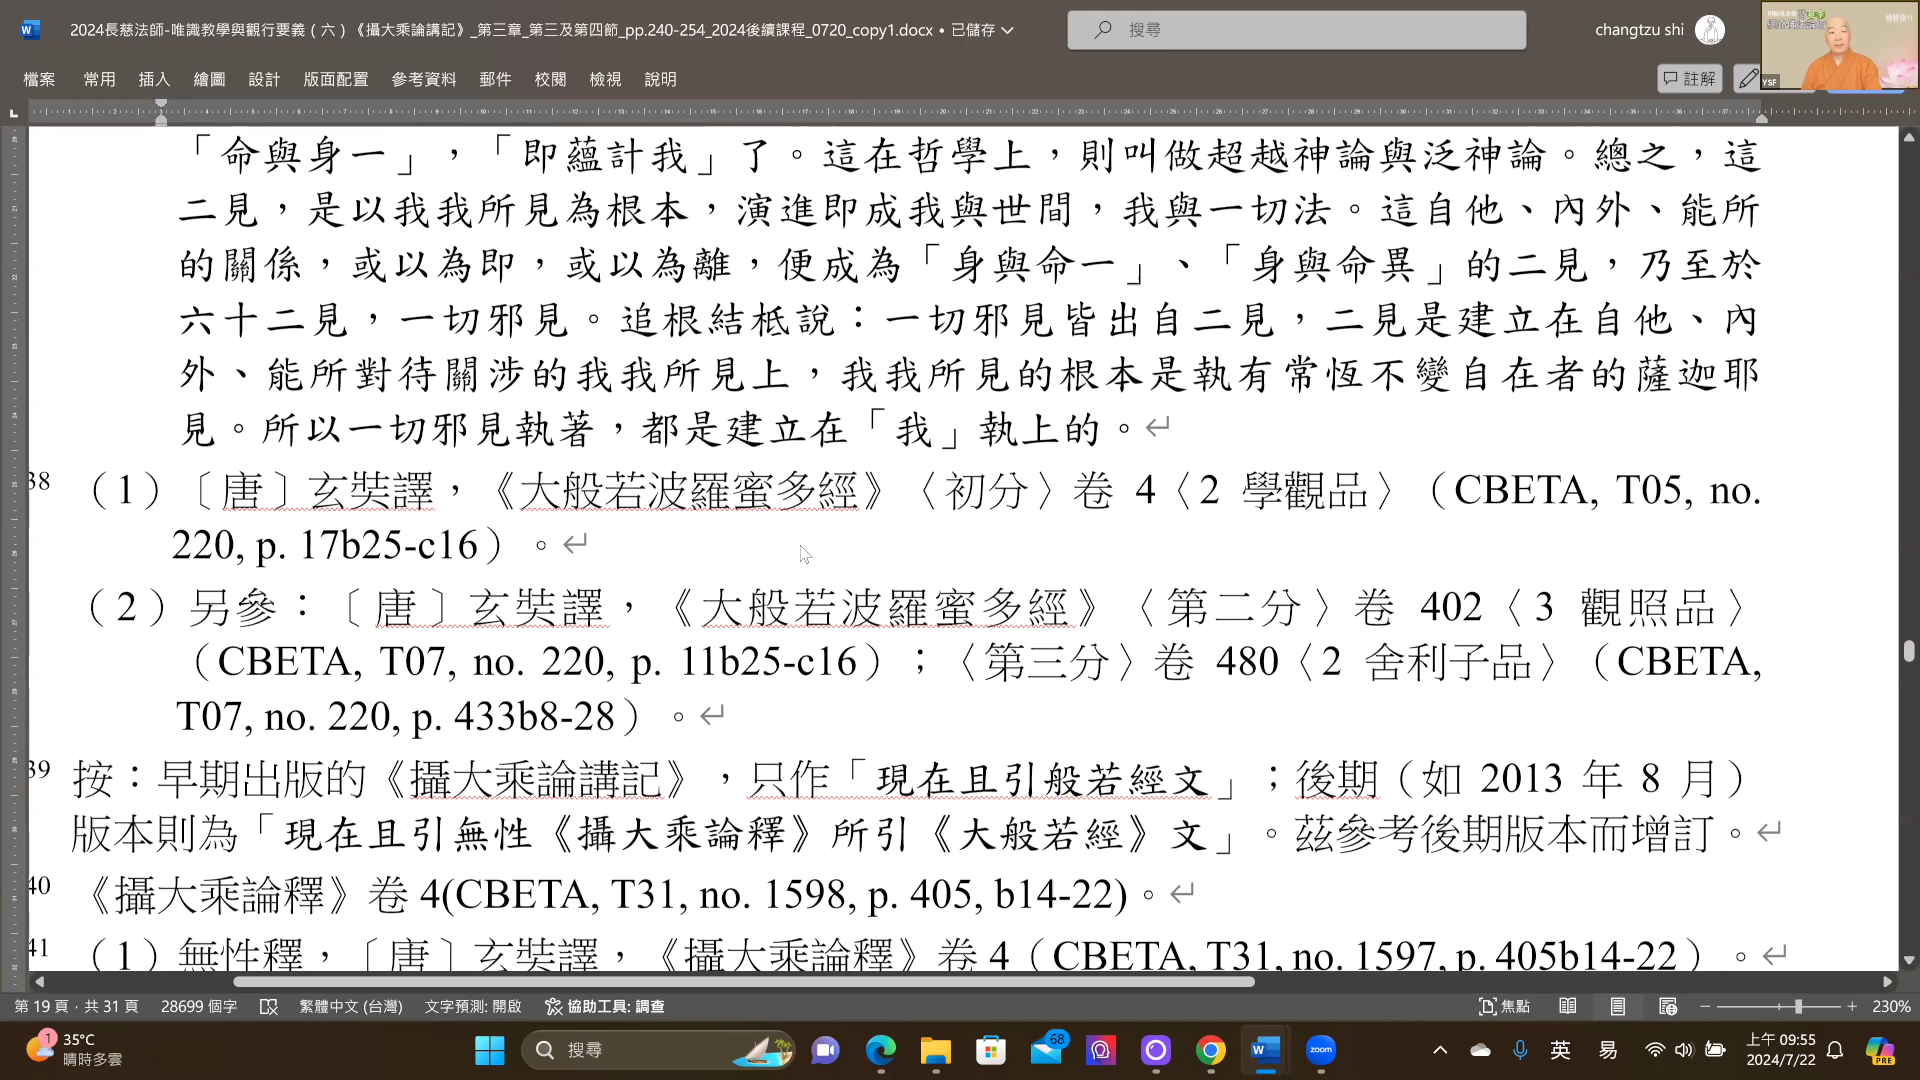 2024長慈法師-唯識教學與觀行要義（六）《攝大乘論講記》_第三章_第三及第四節_pp.240-254_2024後續課程_0720_copy1.docx • 已儲存
搜尋
changtzu shi
檔案 常用 插入 繪圖 設計 版面配置 參考資料 郵件 校閱 檢視 說明
註解
YSF
「命與身一」，「即蘊計我」了。這在哲學上，則叫做超越神論與泛神論。總之，這
二見，是以我我所見為根本，演進即成我與世間，我與一切法。這自他、內外、能所
的關係，或以為即，或以為離，便成為「身與命一」、「身與命異」的二見，乃至於
六十二見，一切邪見。追根結柢說：一切邪見皆出自二見，二見是建立在自他、內
外、能所對待關涉的我我所見上，我我所見的根本是執有常恆不變自在者的薩迦耶
見。所以一切邪見執著，都是建立在「我」執上的。
38 （1）〔唐〕玄奘譯，《大般若波羅蜜多經》〈初分〉卷 4〈2 學觀品〉（CBETA, T05, no.
220, p. 17b25-c16）。
（2）另參：〔唐〕玄奘譯，《大般若波羅蜜多經》〈第二分〉卷 402〈3 觀照品〉
（CBETA, T07, no. 220, p. 11b25-c16）；〈第三分〉卷 480〈2 舍利子品〉（CBETA,
T07, no. 220, p. 433b8-28）。
39 按：早期出版的《攝大乘論講記》，只作「現在且引般若經文」；後期（如 2013 年 8 月）
版本則為「現在且引無性《攝大乘論釋》所引《大般若經》文」。茲參考後期版本而增訂。
40 《攝大乘論釋》卷 4(CBETA, T31, no. 1598, p. 405, b14-22)。
41 （1）無性釋，〔唐〕玄奘譯，《攝大乘論釋》卷 4（CBETA, T31, no. 1597, p. 405b14-22）。
第 19 頁，共 31 頁 28699 個字 繁體中文 (台灣) 文字預測: 開啟 協助工具: 調查 焦點 230%
1 35°C
晴時多雲
搜尋
68
zoom
英 易
上午 09:55
2024/7/22
PRE